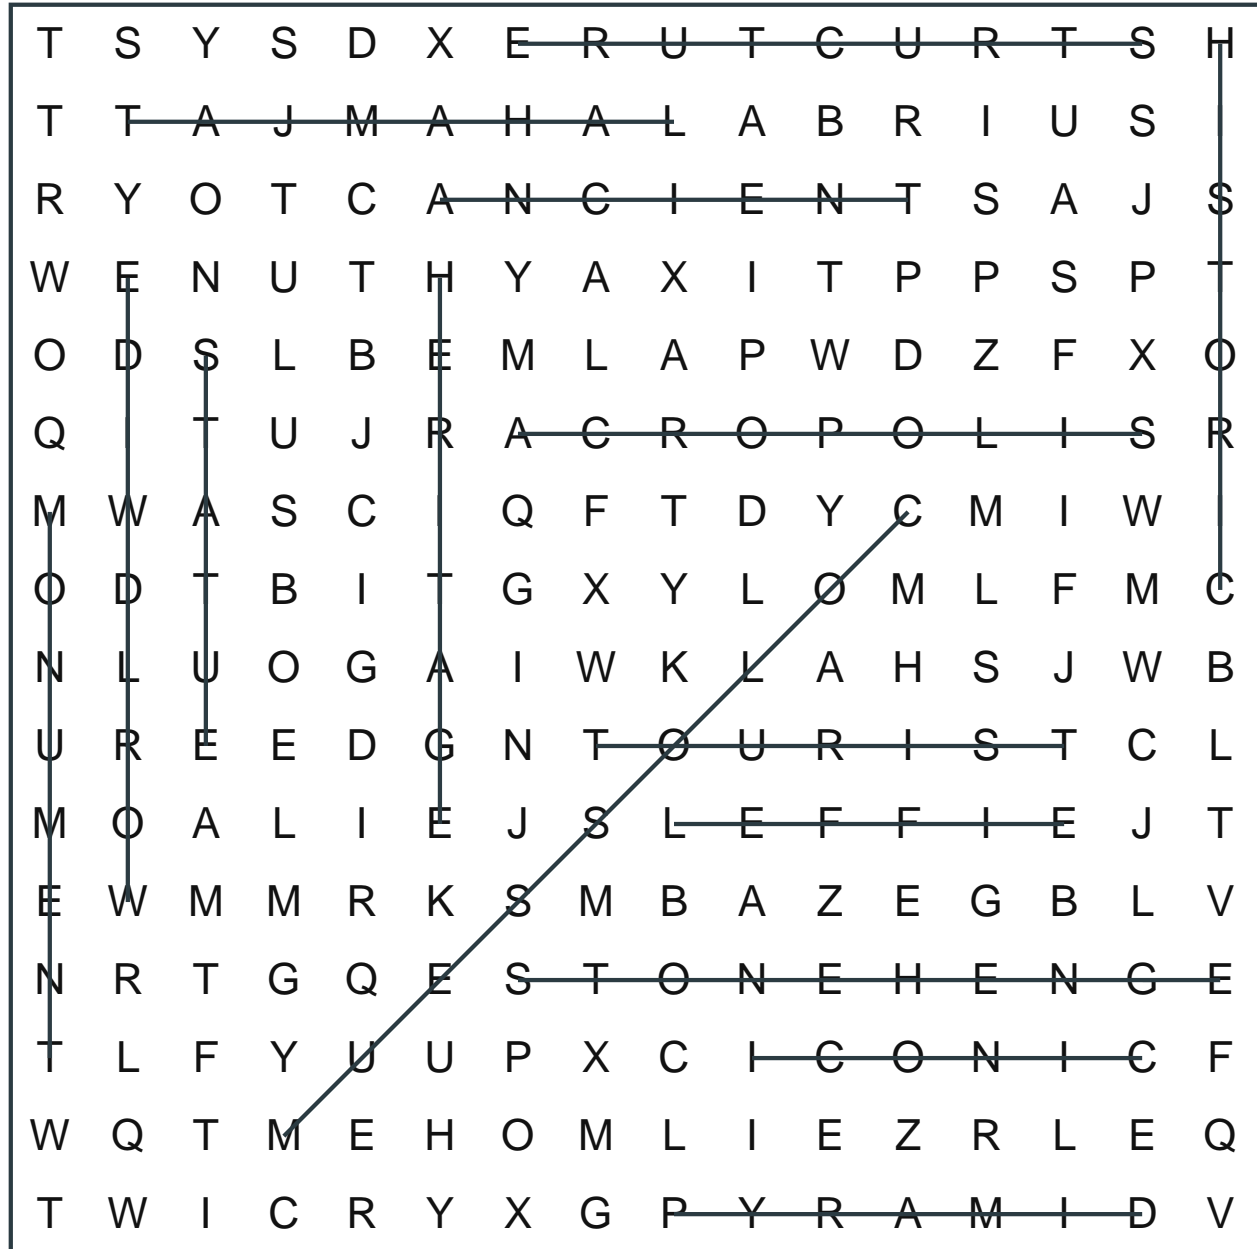 T S Y S D X E R U T C U R T S H
T T A J M A H A L A B R I U S I
R Y O T C A N C I E N T S A J S
W E N U T H Y A X I T P P S P T
O D S L B E M L A P W D Z F X O
Q I T U J R A C R O P O L I S R
M W A S C I Q F T D Y C M I W I
O D T B I T G X Y L O M L F M C
N L U O G A I W K L A H S J W B
U R E E D G N T O U R I S T C L
M O A L I E J S L E F F I E J T
E W M M R K S M B A Z E G B L V
N R T G Q E S T O N E H E N G E
T L F Y U U P X C I C O N I C F
W Q T M E H O M L I E Z R L E Q
T W I C R Y X G P Y R A M I D V